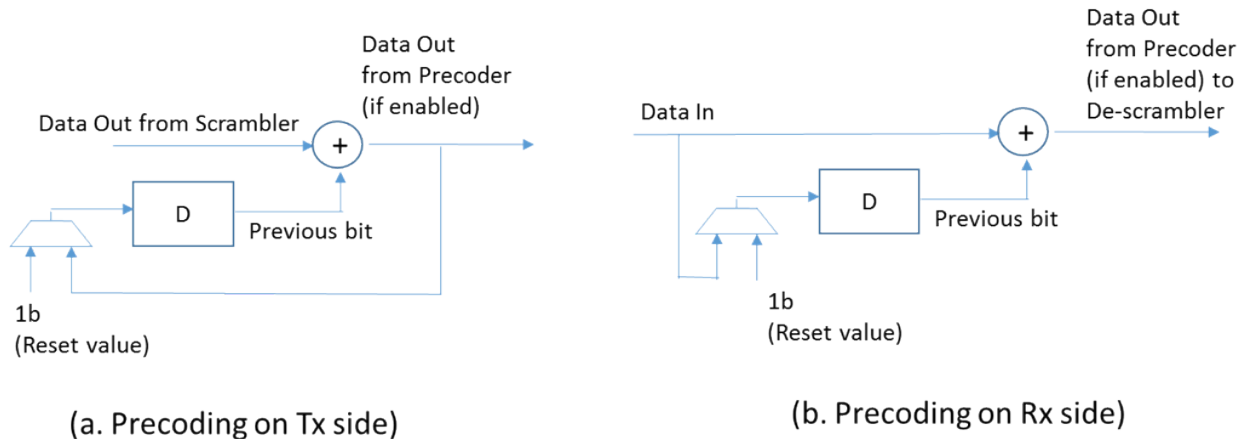 Data Out
from Precoder
(if enabled)
Data Out from Scrambler
+
D
Previous bit
1b
(Reset value)
(a. Precoding on Tx side)
Data Out
from Precoder
(if enabled) to
De-scrambler
Data In
+
D
Previous bit
1b
(Reset value)
(b. Precoding on Rx side)